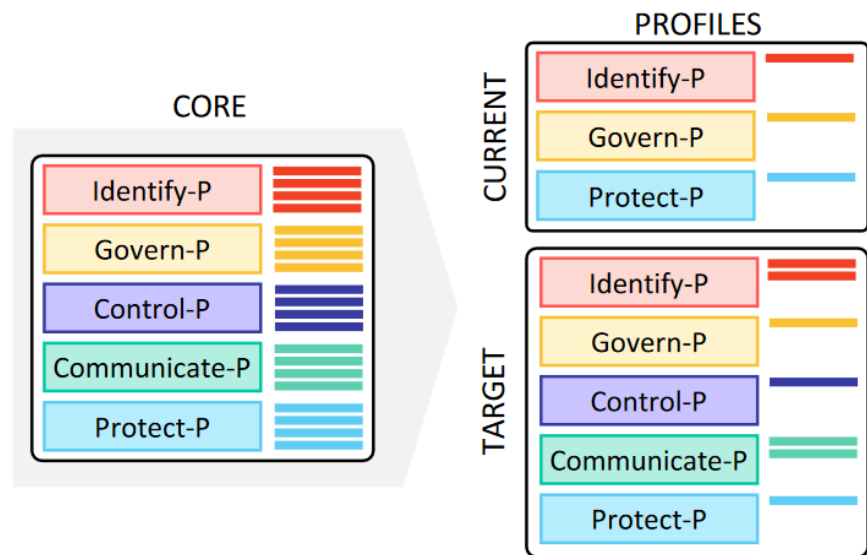 CORE
Identify-P
Govern-P
Control-P
Communicate-P
Protect-P
PROFILES
CURRENT
Identify-P
Govern-P
Protect-P
TARGET
Identify-P
Govern-P
Control-P
Communicate-P
Protect-P